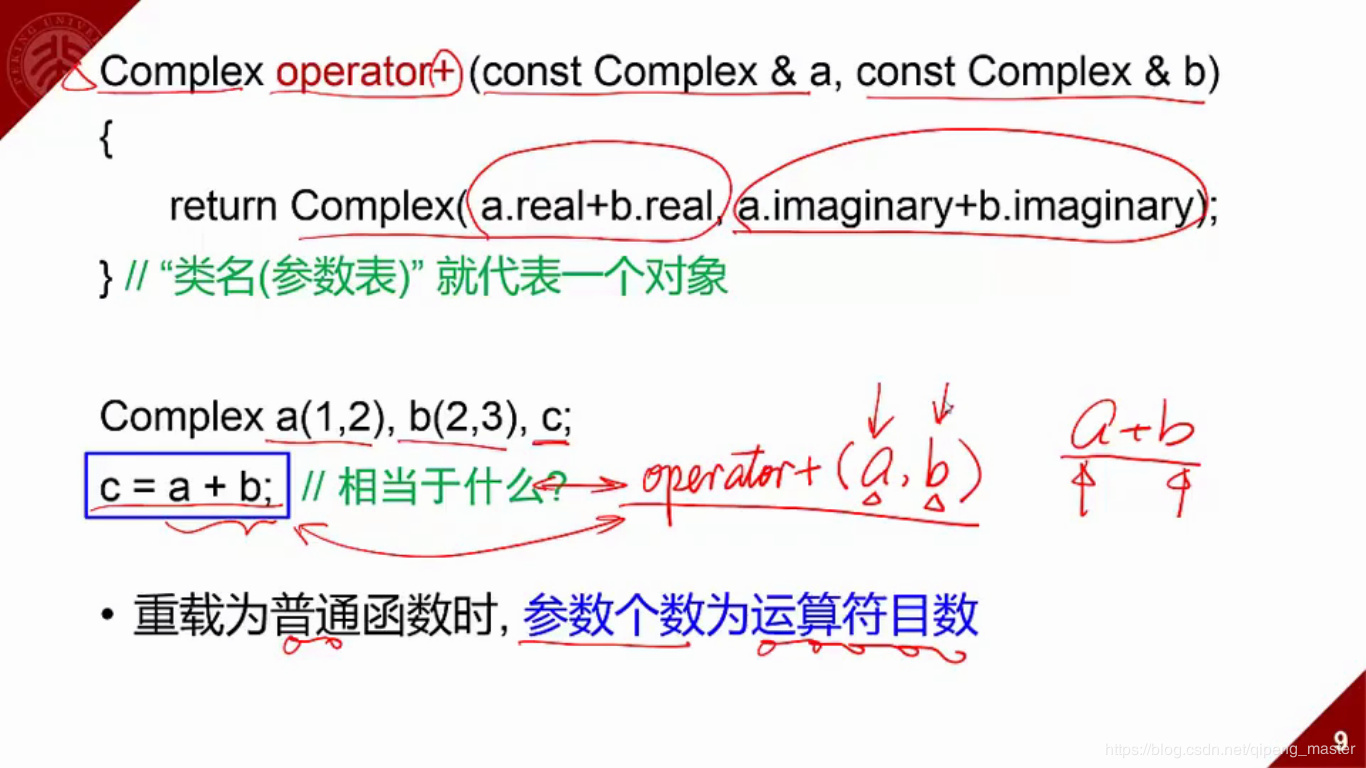 Complex operator+ (const Complex & a, const Complex & b)
{
return Complex( a.real+b.real, a.imaginary+b.imaginary);
} // “类名(参数表)” 就代表一个对象
Complex a(1,2), b(2,3), c;
c = a + b; // 相当于什么? operator+(a,b) a+b
• 重载为普通函数时, 参数个数为运算符目数
https://blog.csdn.net/qipang_master
9